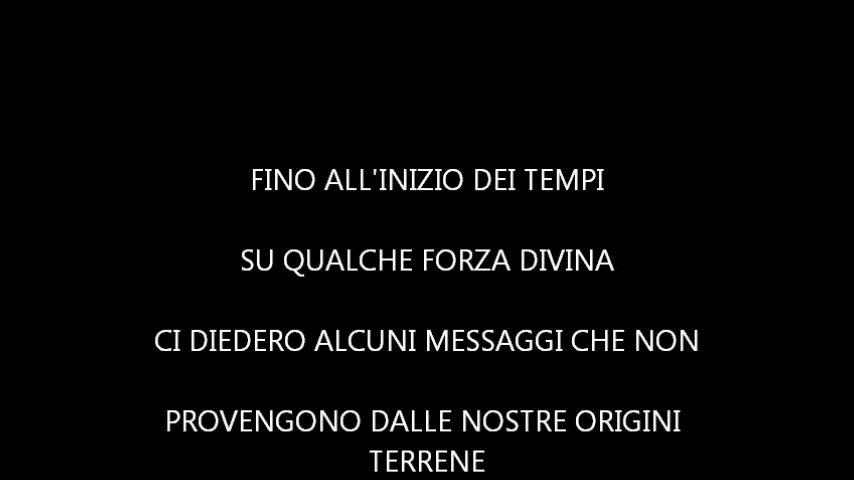 FINO ALL'INIZIO DEI TEMPI
SU QUALCHE FORZA DIVINA
CI DIEDERO ALCUNI MESSAGGI CHE NON
PROVENGONO DALLE NOSTRE ORIGINI
TERRENE